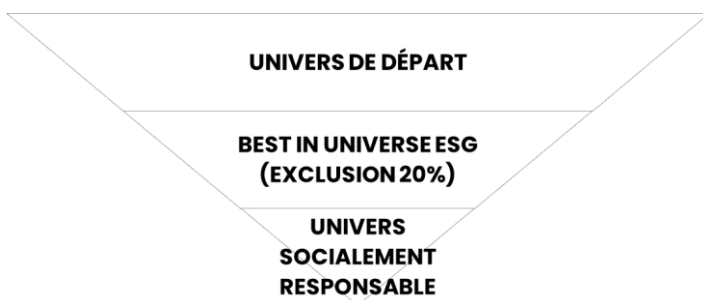 UNIVERS DE DÉPART
BEST IN UNIVERSE ESG
(EXCLUSION 20%)
UNIVERS
SOCIALEMENT
RESPONSABLE